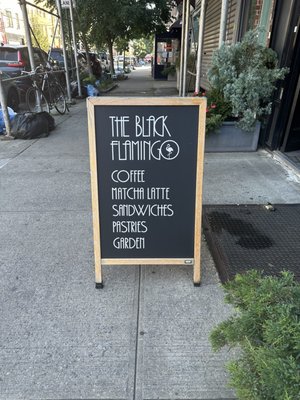 THE BLACK
FLAMINGO
COFFEE
MATCHA LATTE
SANDWICHES
PASTRIES
GARDEN